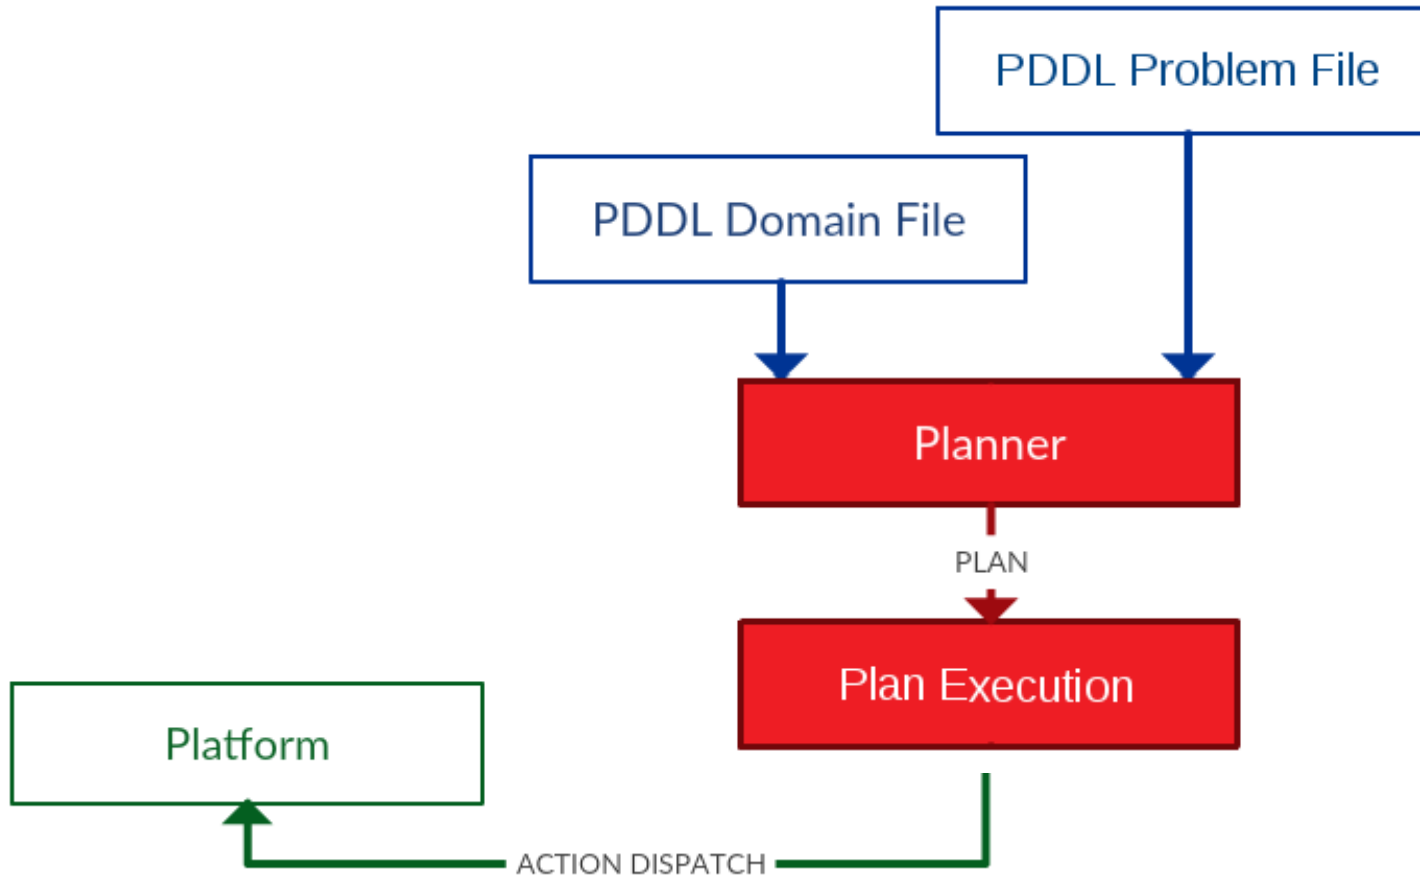 PDDL Problem File
PDDL Domain File
Planner
PLAN
Plan Execution
Platform
ACTION DISPATCH